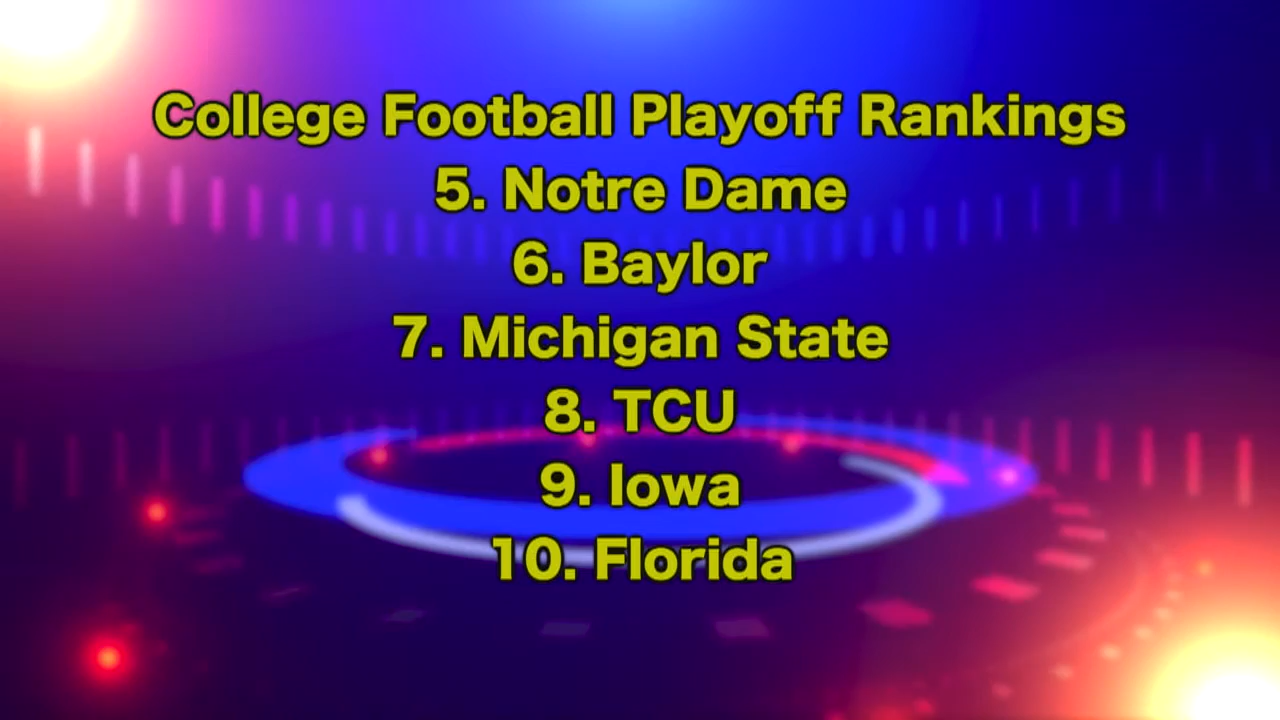 College Football Playoff Rankings
5. Notre Dame
6. Baylor
7. Michigan State
8. TCU
9. Iowa
10. Florida